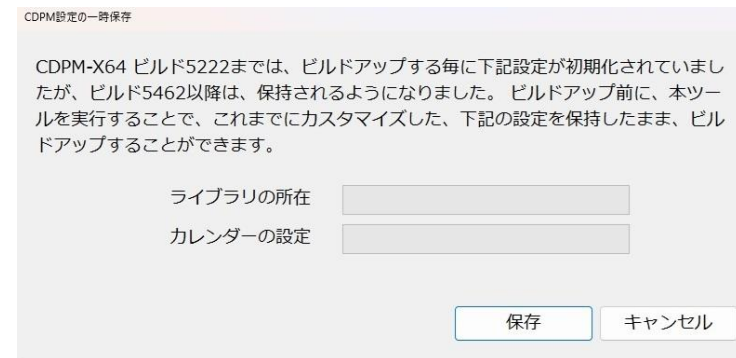 CDPM設定の一時保存
CDPM-X64 ビルド5222までは、ビルドアップする毎に下記設定が初期化されていまし
たが、ビルド5462以降は、保持されるようになりました。 ビルドアップ前に、本ツー
ルを実行することで、これまでにカスタマイズした、下記の設定を保持したまま、ビル
ドアップすることができます。
ライブラリの所在
カレンダーの設定
保存 キャンセル